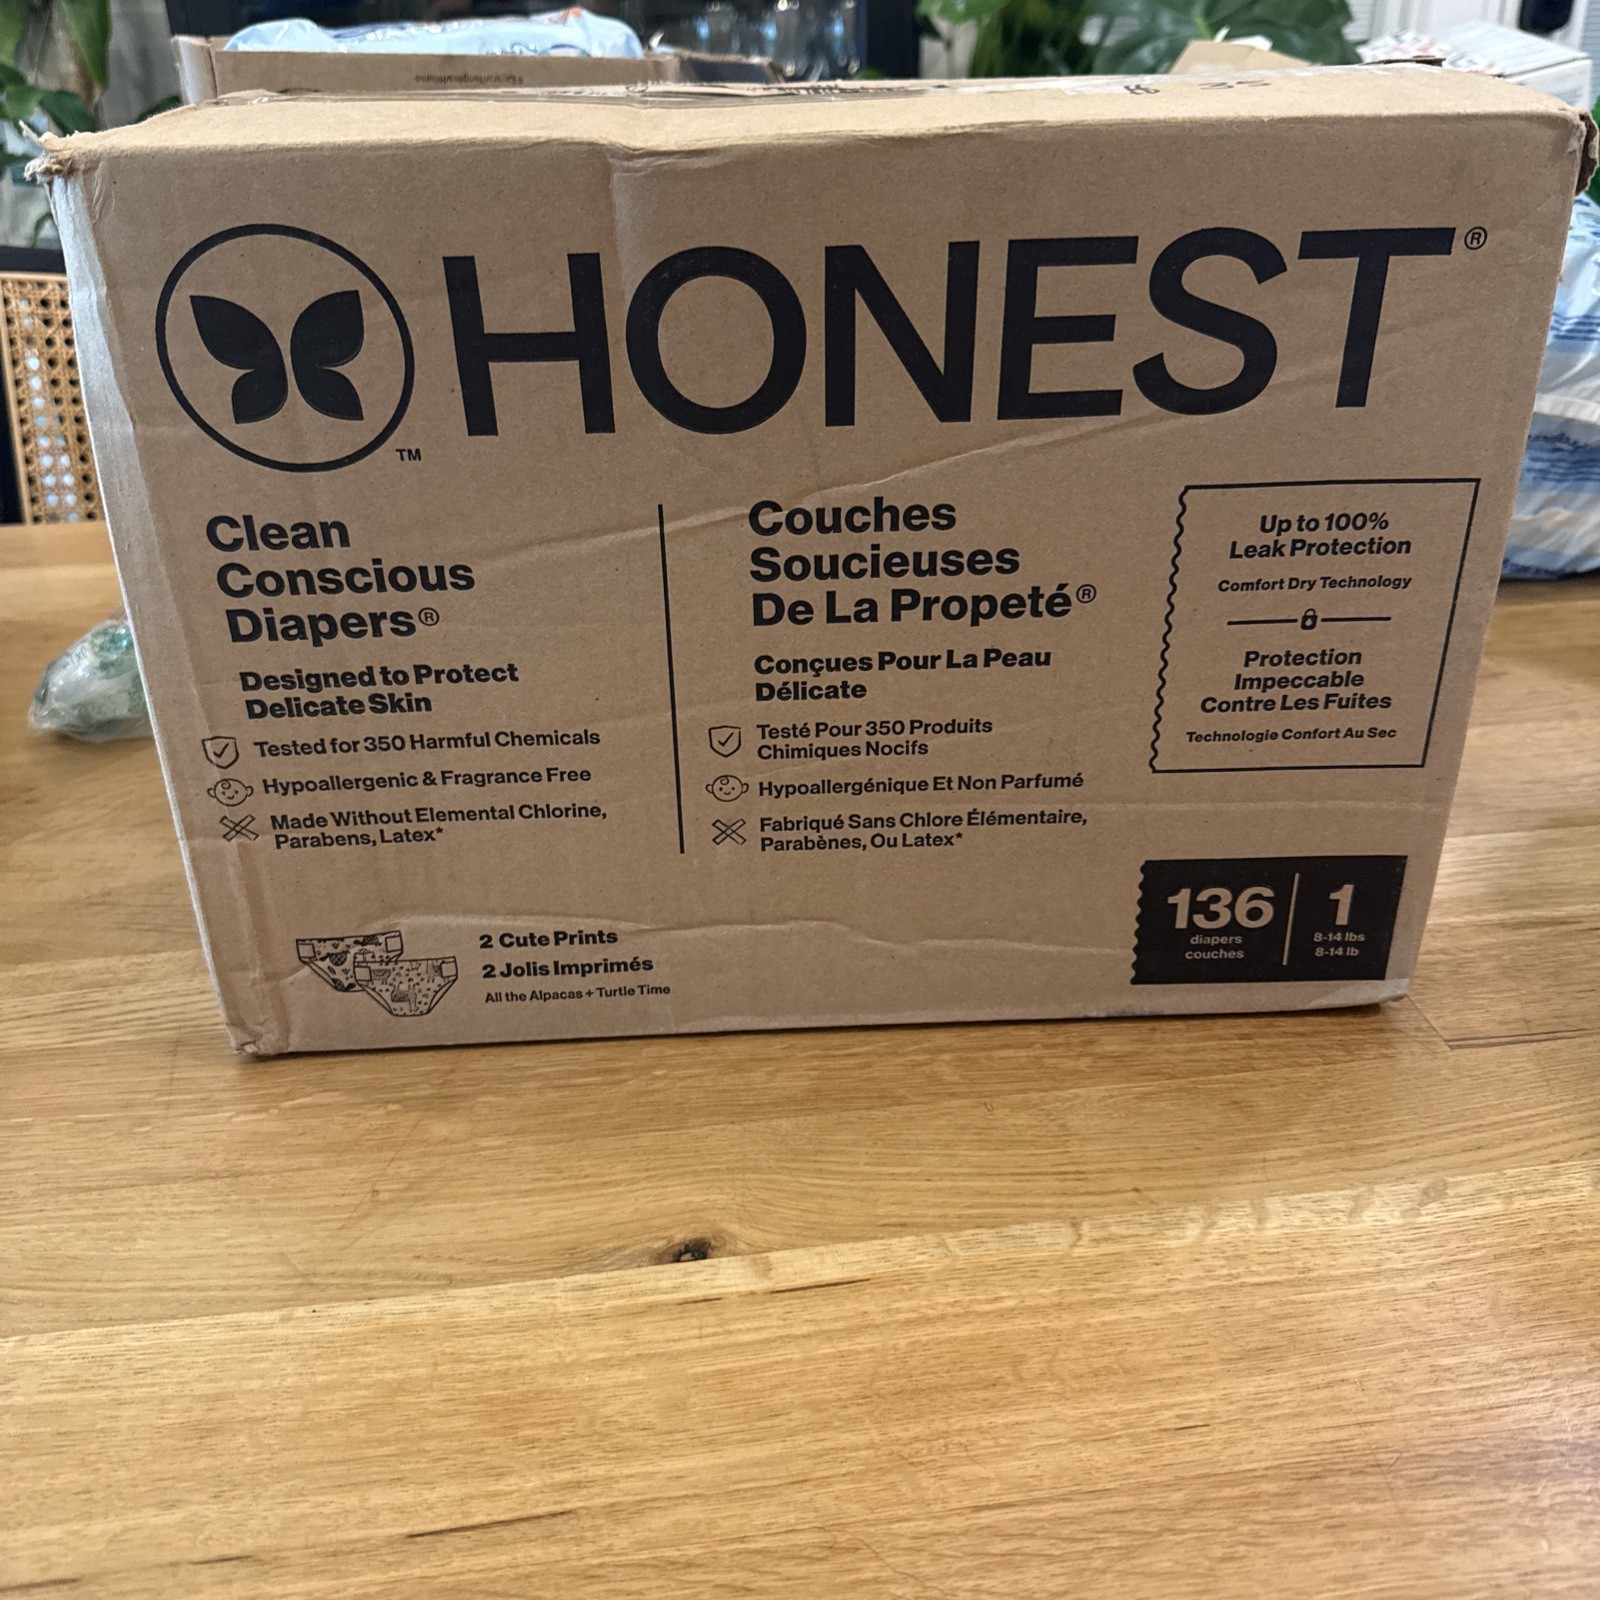 HONEST®
TM
Clean
Conscious
Diapers®
Designed to Protect
Delicate Skin
Tested for 350 Harmful Chemicals
Hypoallergenic & Fragrance Free
Made Without Elemental Chlorine,
Parabens, Latex*
Couches
Soucieuses
De La Propeté®
Conçues Pour La Peau
Délicate
Testé Pour 350 Produits
Chimiques Nocifs
Hypoallergénique Et Non Parfumé
Fabriqué Sans Chlore Élémentaire,
Parabènes, Ou Latex*
Up to 100%
Leak Protection
Comfort Dry Technology
Protection
Impeccable
Contre Les Fuites
Technologie Confort Au Sec
2 Cute Prints
2 Jolis Imprimés
All the Alpacas + Turtle Time
136
diapers
couches
1
8-14 lbs
8-14 lb